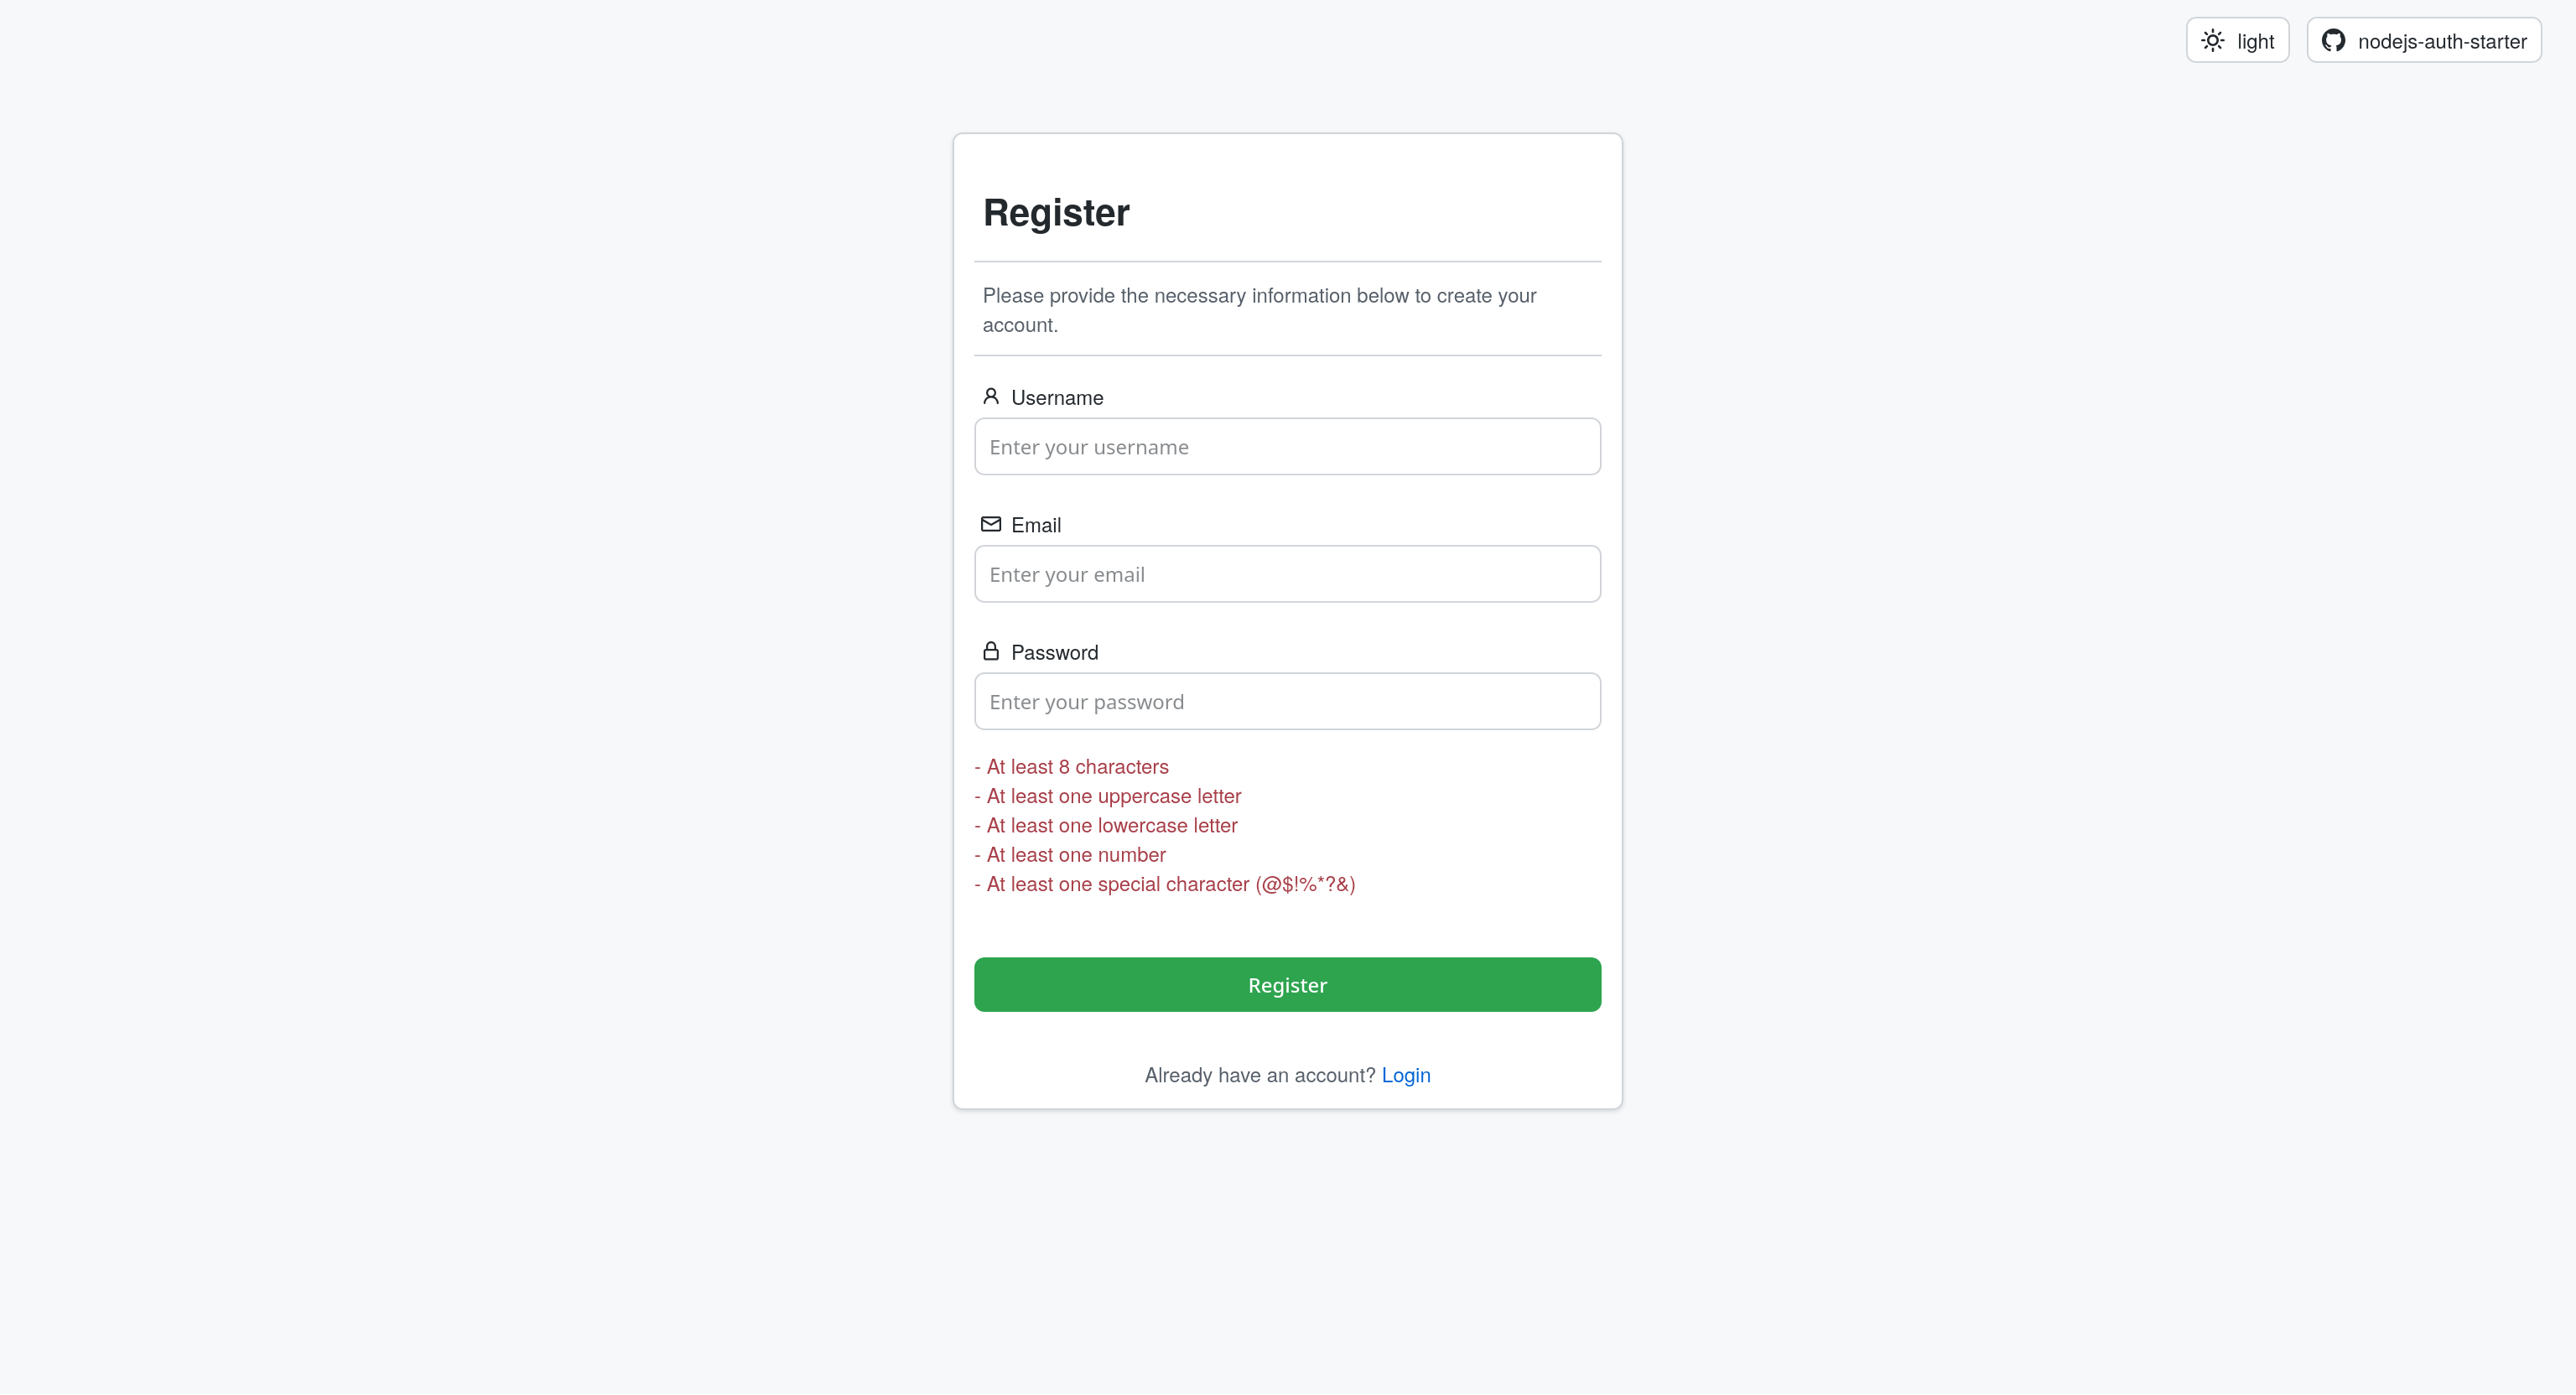 light
nodejs-auth-starter
Register
Please provide the necessary information below to create your
account.
Username
Enter your username
Email
Enter your email
Password
Enter your password
- At least 8 characters
- At least one uppercase letter
- At least one lowercase letter
- At least one number
- At least one special character (@$!%*?&)
Register
Already have an account? Login